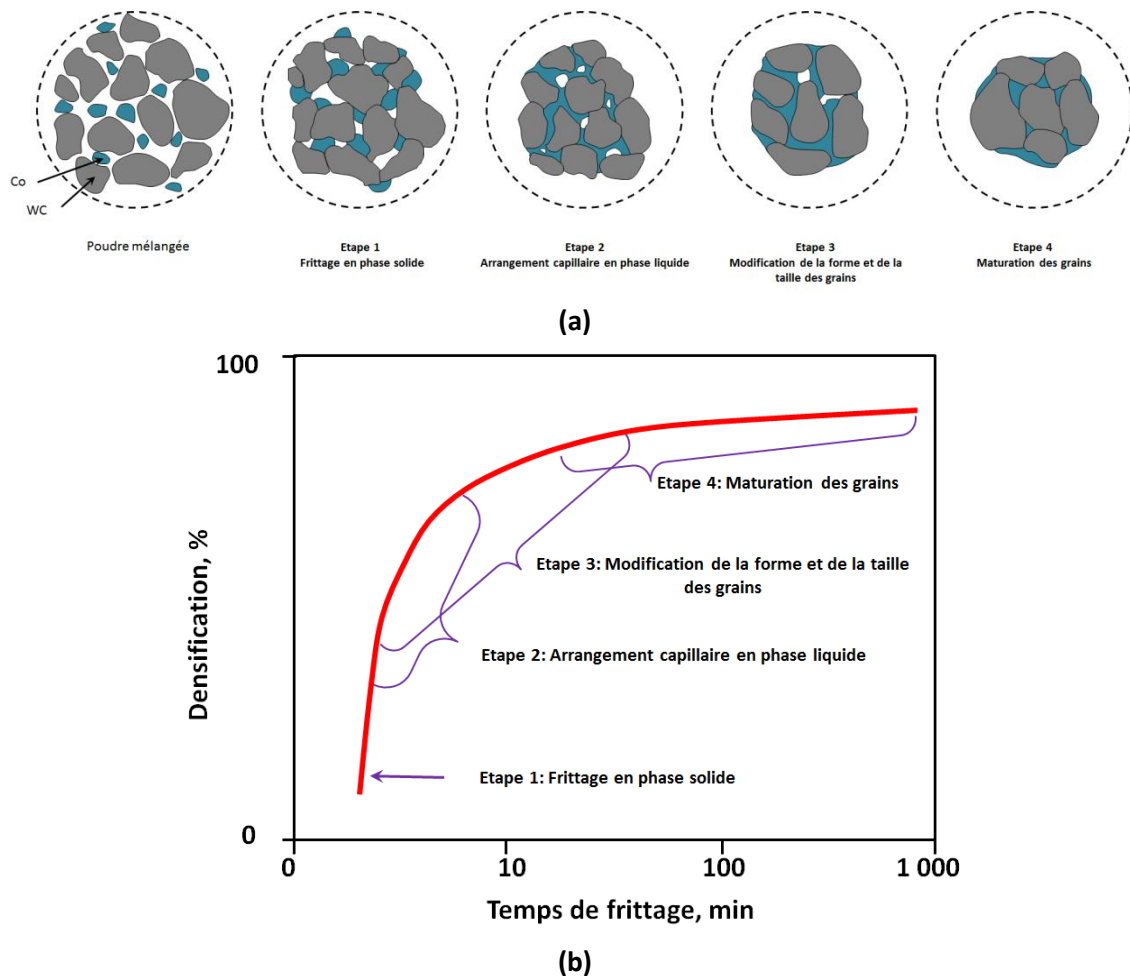 Co
WC
Poudre mélangée
Etape 1
Frittage en phase solide
Etape 2
Arrangement capillaire en phase liquide
Etape 3
Modification de la forme et de la
taille des grains
Etape 4
Maturation des grains
(a)
100
Densification, %
0
Etape 4: Maturation des grains
Etape 3: Modification de la forme et de la taille
des grains
Etape 2: Arrangement capillaire en phase liquide
Etape 1: Frittage en phase solide
0
10
100
1 000
Temps de frittage, min
(b)